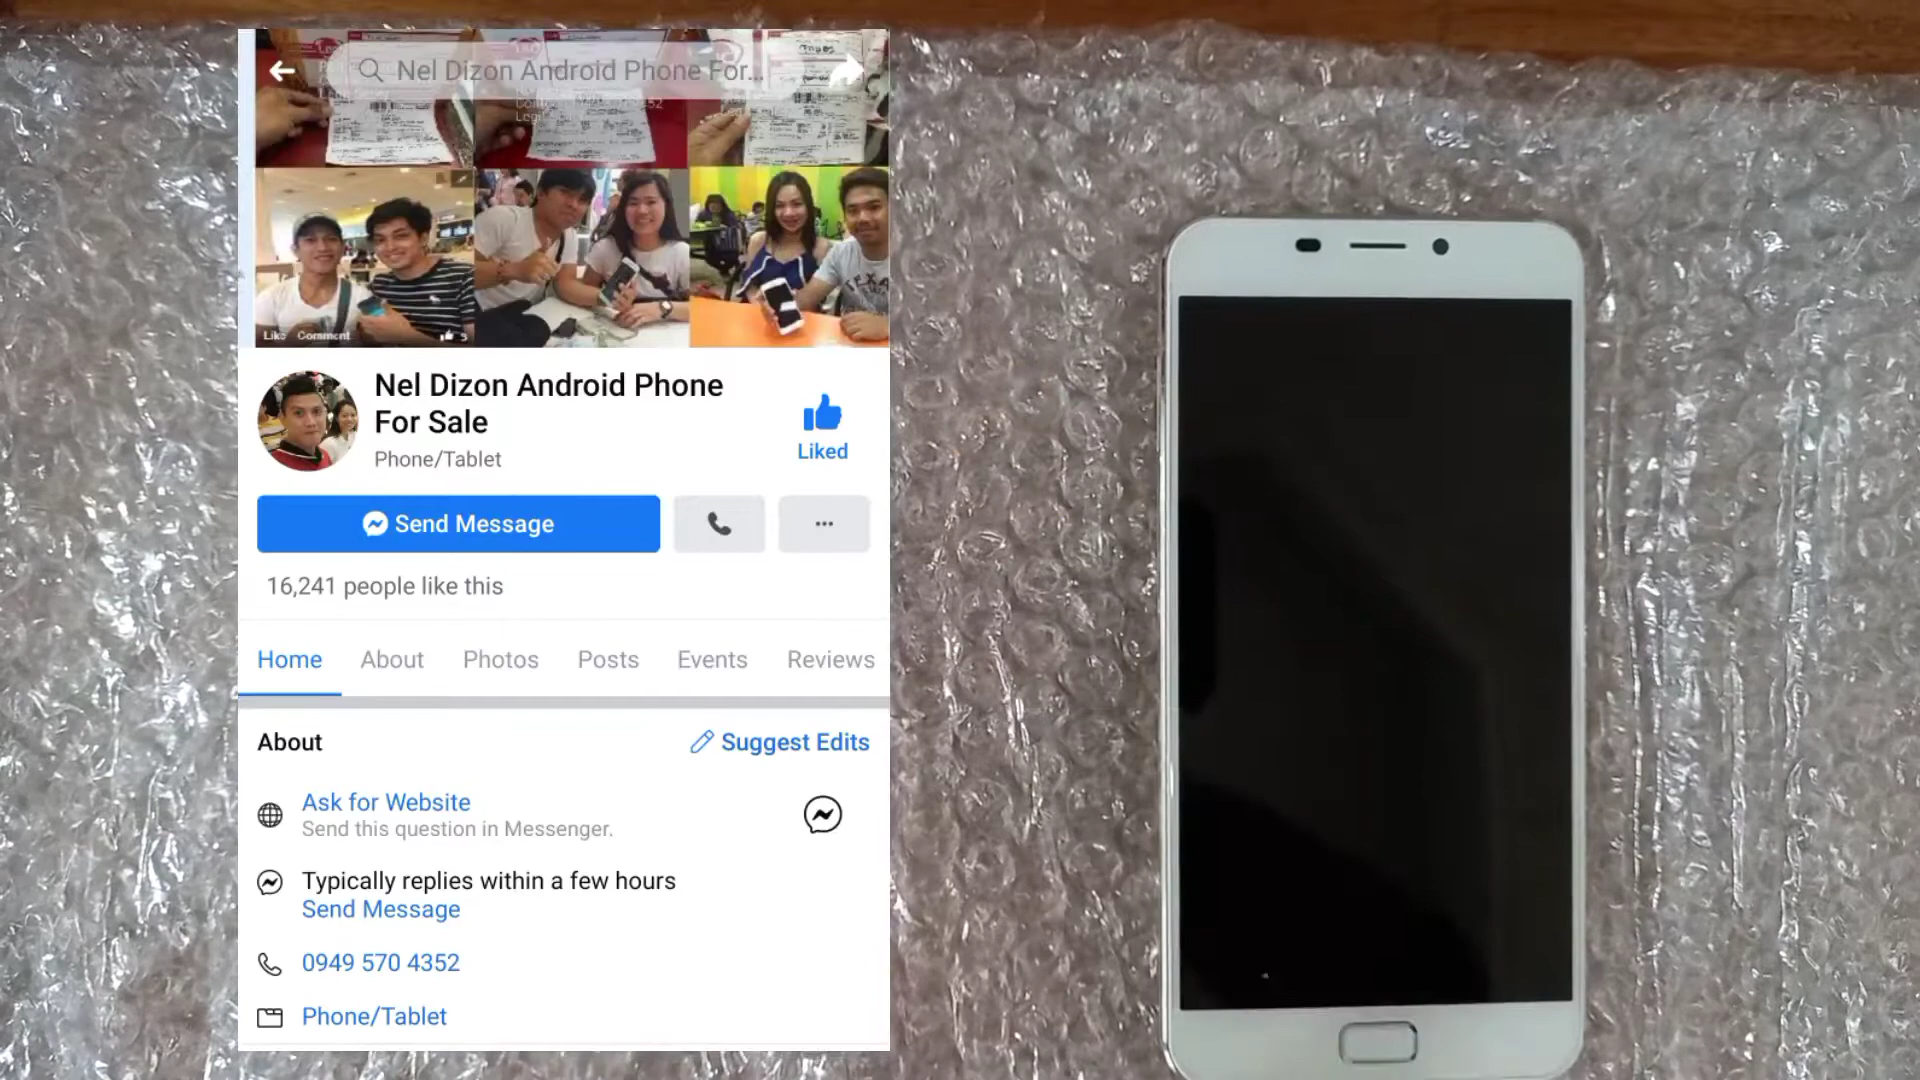 Nel Dizon Android Phone For...
Like Comment
5
Nel Dizon Android Phone
For Sale
Phone/Tablet
Liked
Send Message
16,241 people like this
Home About Photos Posts Events Reviews
About
Suggest Edits
Ask for Website
Send this question in Messenger.
Typically replies within a few hours
Send Message
0949 570 4352
Phone/Tablet